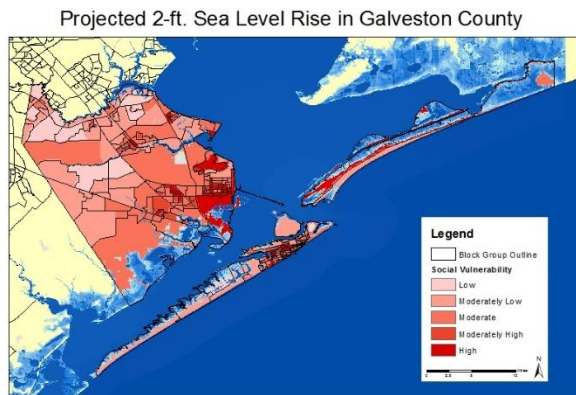 Projected 2-ft. Sea Level Rise in Galveston County
Legend
Block Group Outline
Social Vulnerability
Low
Moderately Low
Moderate
Moderately High
High
N